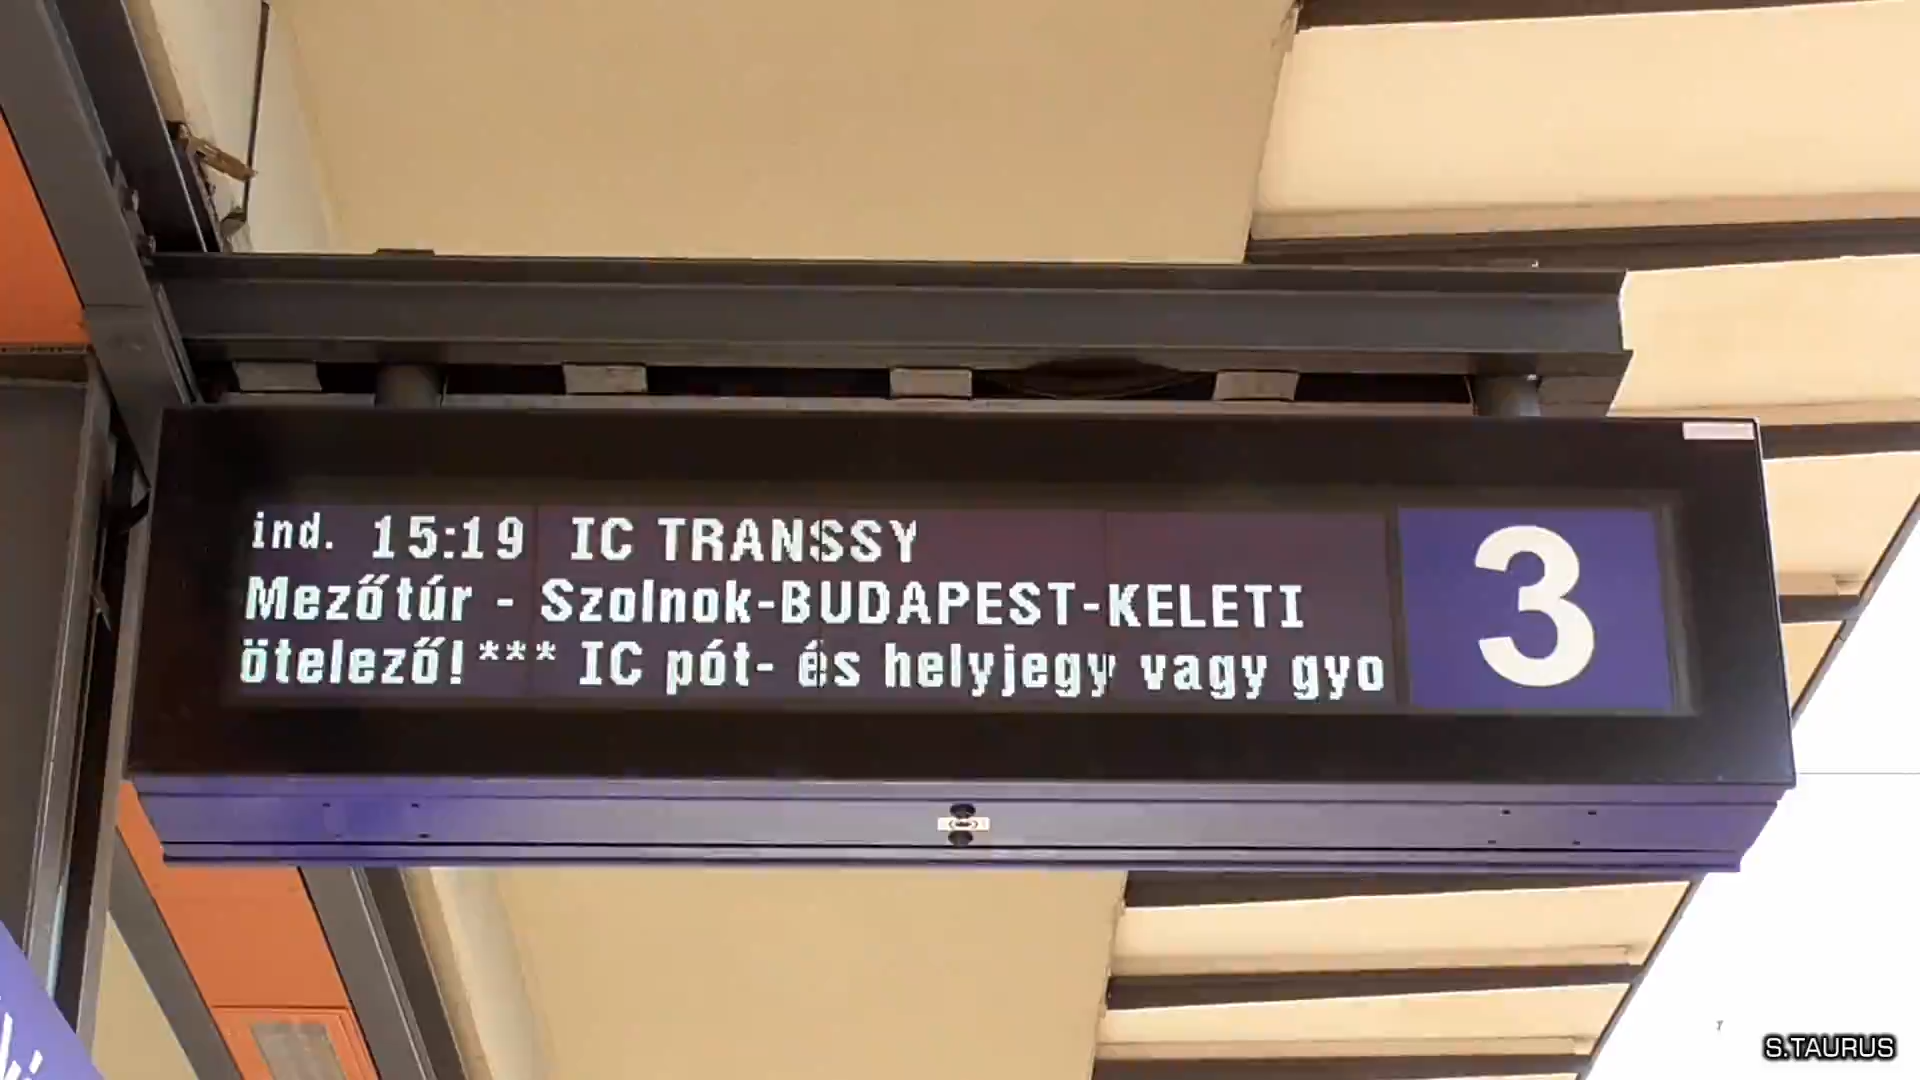 ind. 15:19 IC TRANSSY
Mezőtúr - Szolnok-BUDAPEST-KELETI
ötelező!*** IC pót- és helyjegy vagy gyo
3
S.TAURUS